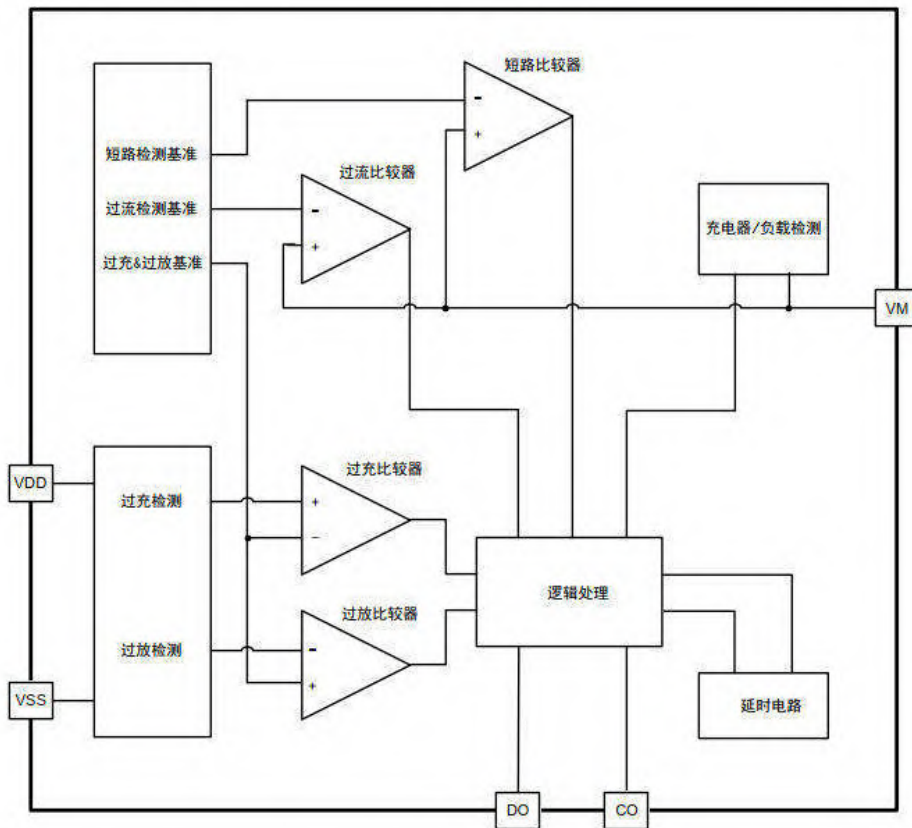 短路比较器
-
+
短路检测基准
过流比较器
过流检测基准
-
+
过充&过放基准
充电器/负载检测
VM
过充比较器
VDD
过充检测
+
-
逻辑处理
过放比较器
过放检测
-
+
VSS
延时电路
DO
CO